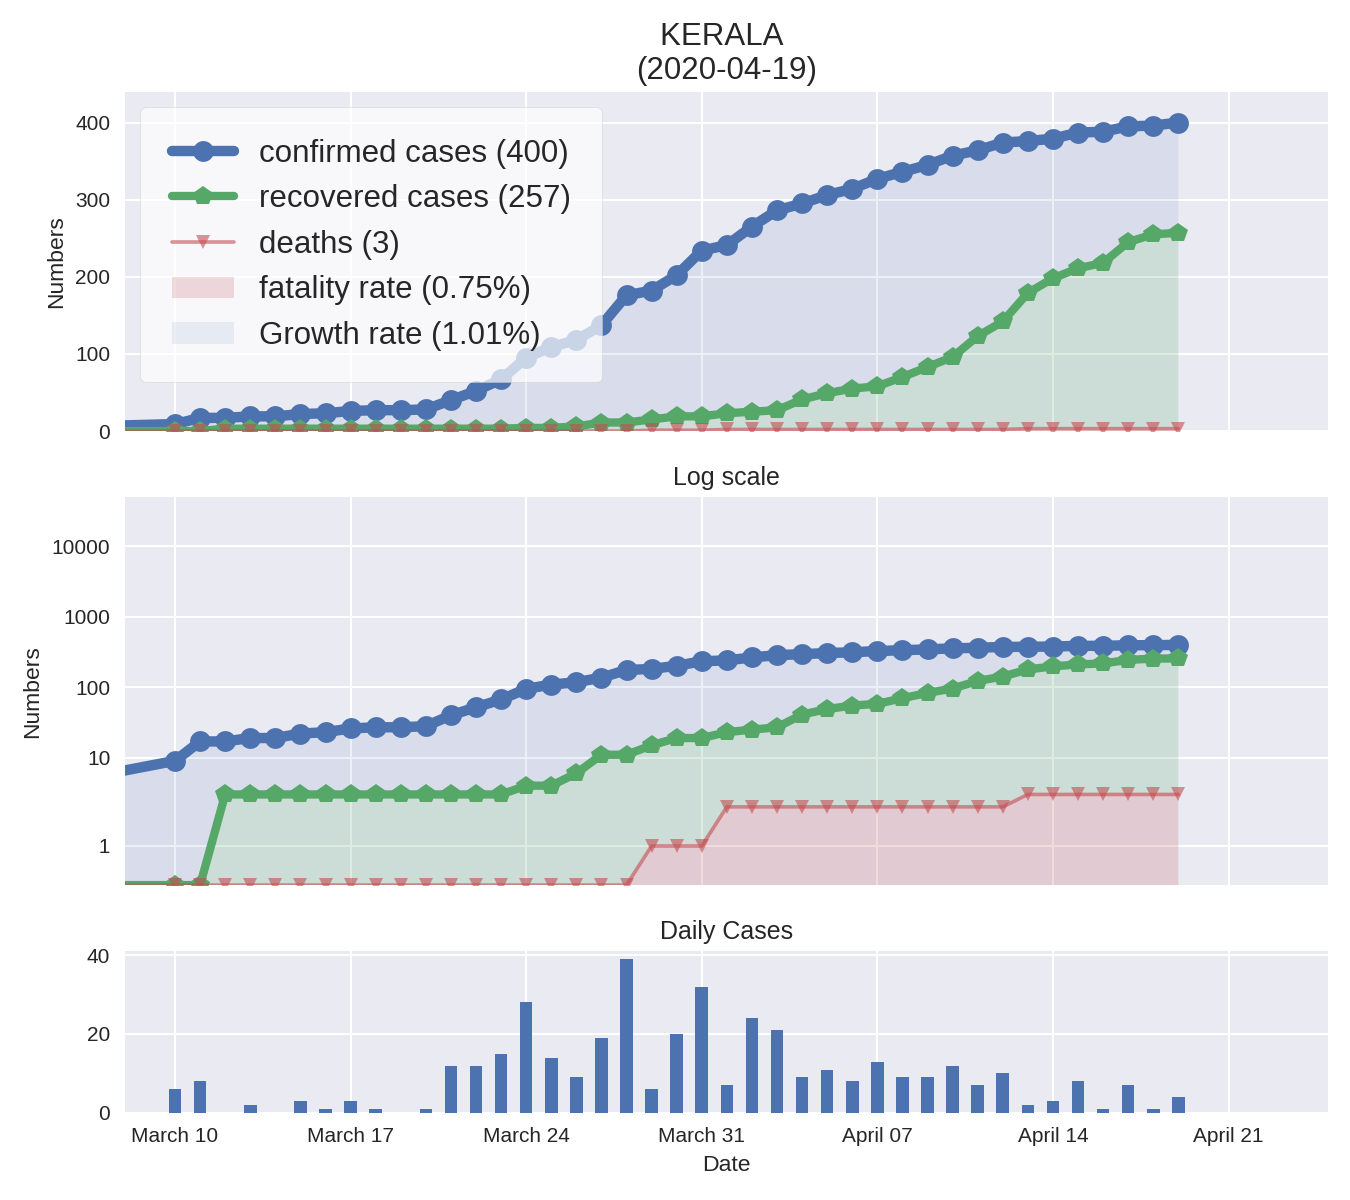 KERALA
(2020-04-19)
400
300
200
100
0
Numbers
confirmed cases (400)
recovered cases (257)
deaths (3)
fatality rate (0.75%)
Growth rate (1.01%)
Log scale
10000
1000
100
10
1
Numbers
Daily Cases
40
20
0
March 10 March 17 March 24 March 31 April 07 April 14 April 21
Date